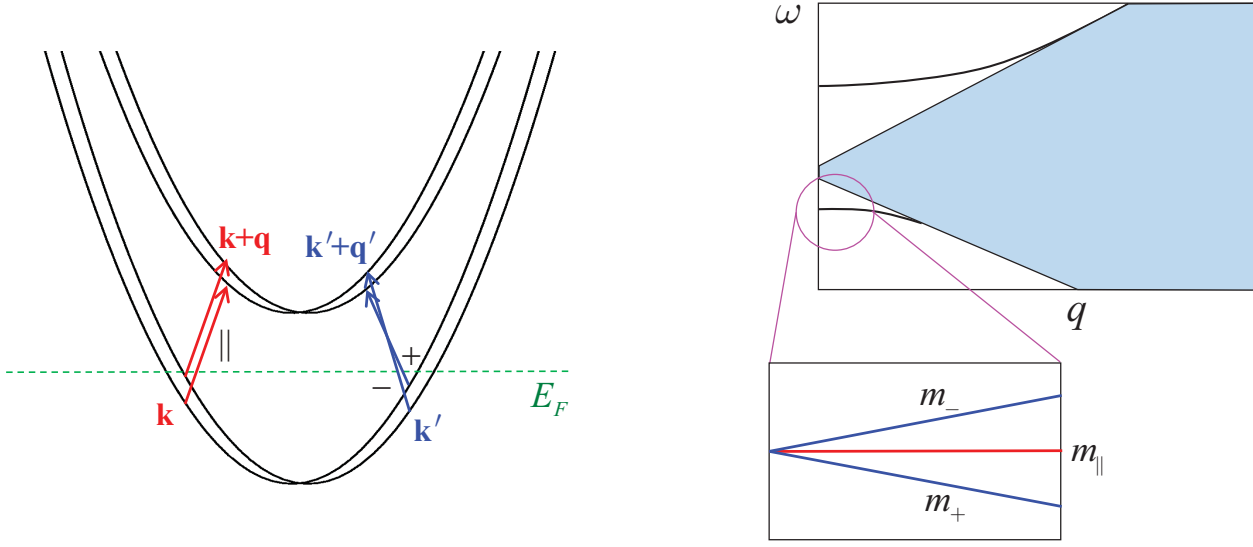 k+q
k′+q′
||
+
−
E_F
k
k′
ω
q
m_−
m_||
m_+